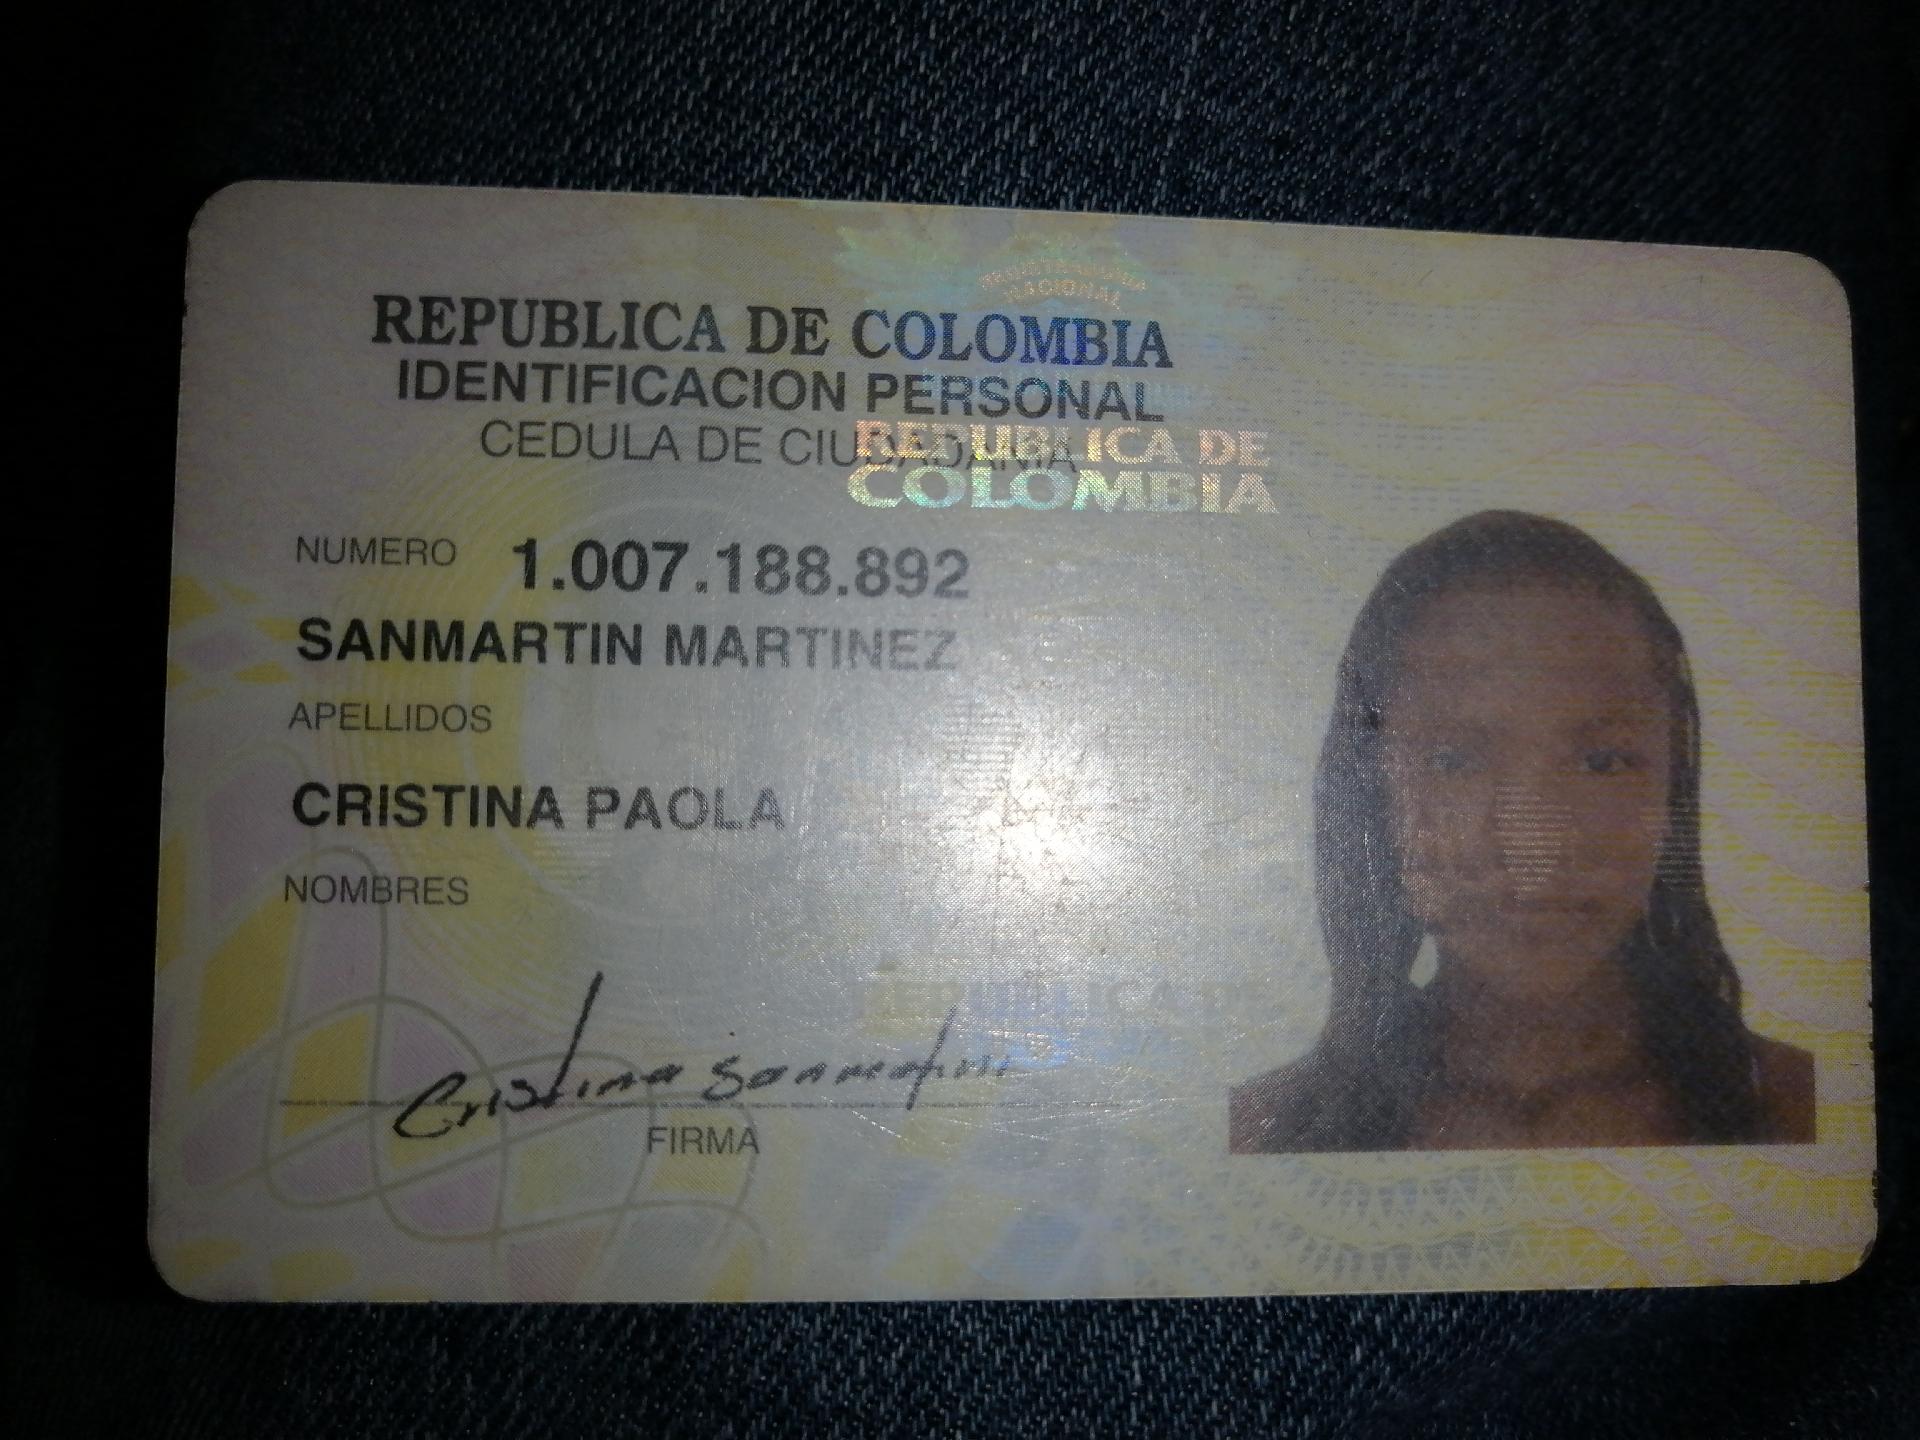 REGISTRADURIA
NACIONAL
REPUBLICA DE COLOMBIA
IDENTIFICACION PERSONAL
CEDULA DE CIUDADANIA
REPUBLICA DE
COLOMBIA
NUMERO 1.007.188.892
SANMARTIN MARTINEZ
APELLIDOS
CRISTINA PAOLA
NOMBRES
REPUBLICA DE
Cristina Sanmartin
FIRMA